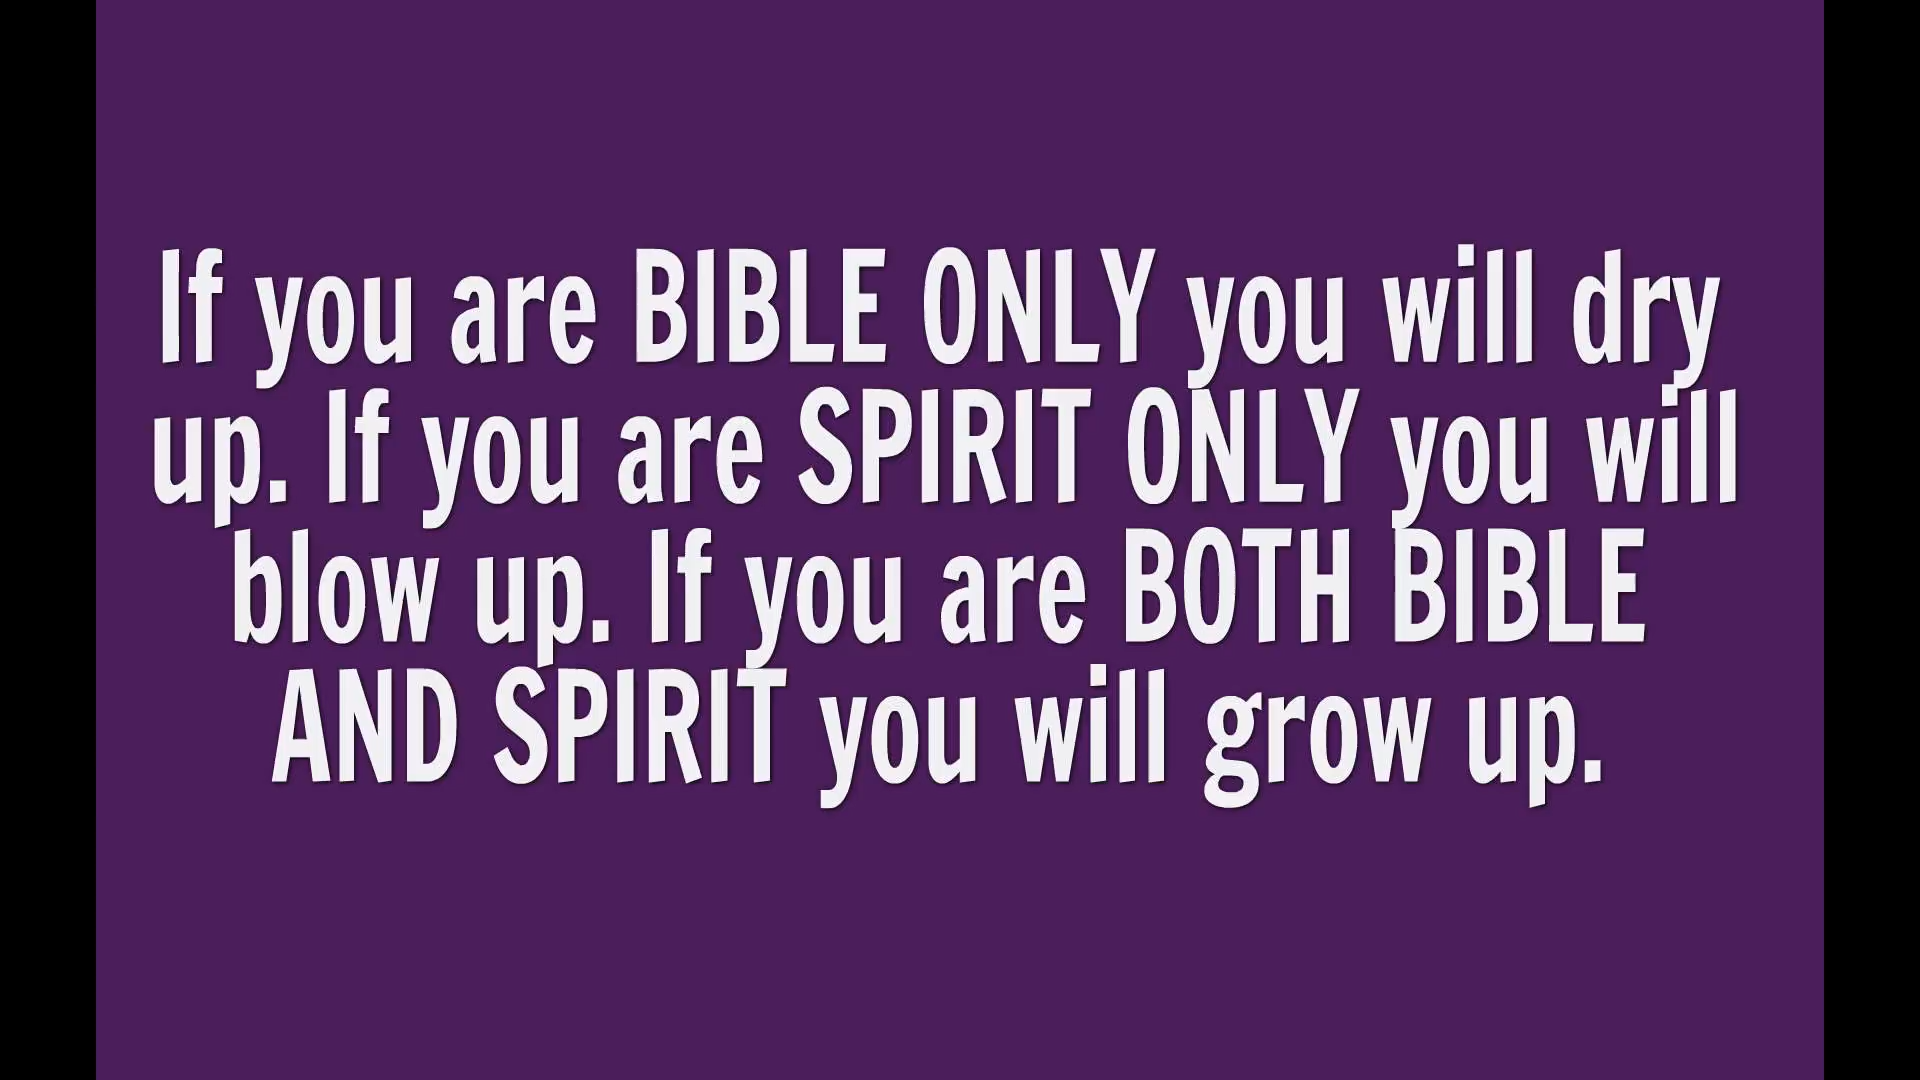 If you are BIBLE ONLY you will dry
up. If you are SPIRIT ONLY you will
blow up. If you are BOTH BIBLE
AND SPIRIT you will grow up.